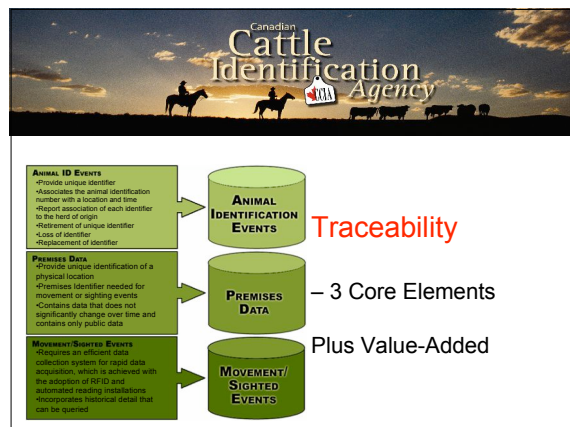 Canadian
Cattle
Identification
Agency
CCIA
ANIMAL ID EVENTS
•Provide unique identifier
•Associates the animal identification
number with a location and time
•Report association of each identifier
to the herd of origin
•Retirement of unique identifier
•Loss of identifier
•Replacement of identifier
ANIMAL
IDENTIFICATION
EVENTS
Traceability
PREMISES DATA
•Provide unique identification of a
physical location
•Premises Identifier needed for
movement or sighting events
•Contains data that does not
significantly change over time and
contains only public data
PREMISES
DATA
– 3 Core Elements
Plus Value-Added
MOVEMENT/SIGHTED EVENTS
•Requires an efficient data
collection system for rapid data
acquisition, which is achieved with
the adoption of RFID and
automated reading installations
•Incorporates historical detail that
can be queried
MOVEMENT/
SIGHTED
EVENTS